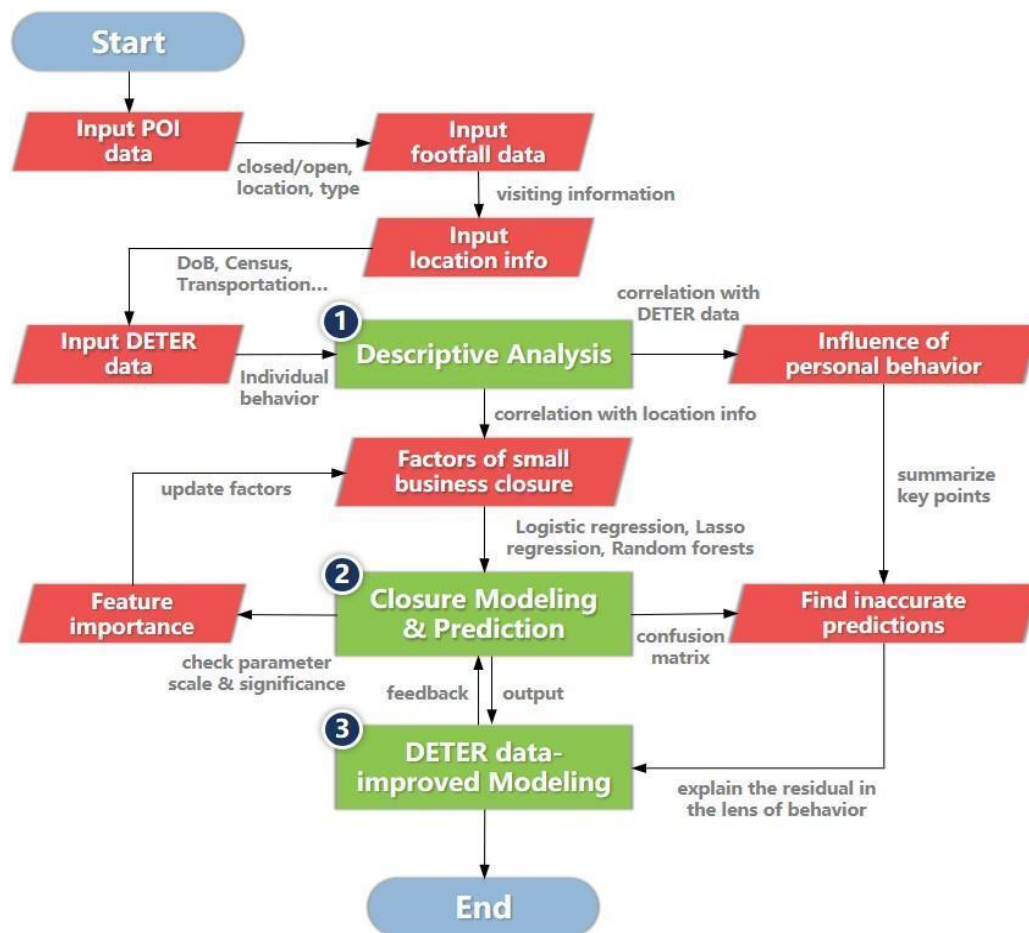 Start
Input POI
data
closed/open,
location, type
Input
footfall data
visiting information
Input
location info
DoB, Census,
Transportation...
Input DETER
data
Individual
behavior
1
Descriptive Analysis
correlation with
DETER data
Influence of
personal behavior
correlation with location info
Factors of small
business closure
update factors
summarize
key points
Logistic regression, Lasso
regression, Random forests
2
Closure Modeling
& Prediction
Feature
importance
check parameter
scale & significance
confusion
matrix
Find inaccurate
predictions
feedback
output
3
DETER data-
improved Modeling
explain the residual in
the lens of behavior
End